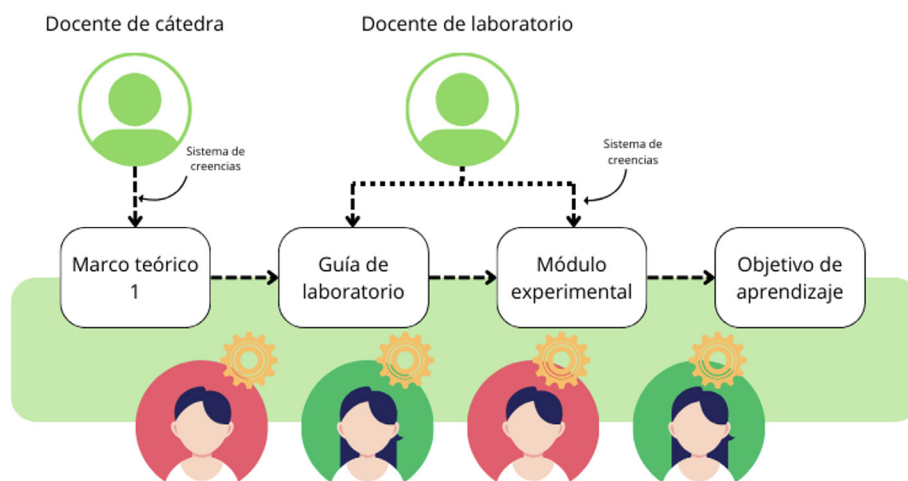 Docente de cátedra
Docente de laboratorio
Sistema de
creencias
Sistema de
creencias
Marco teórico
1
Guía de
laboratorio
Módulo
experimental
Objetivo de
aprendizaje